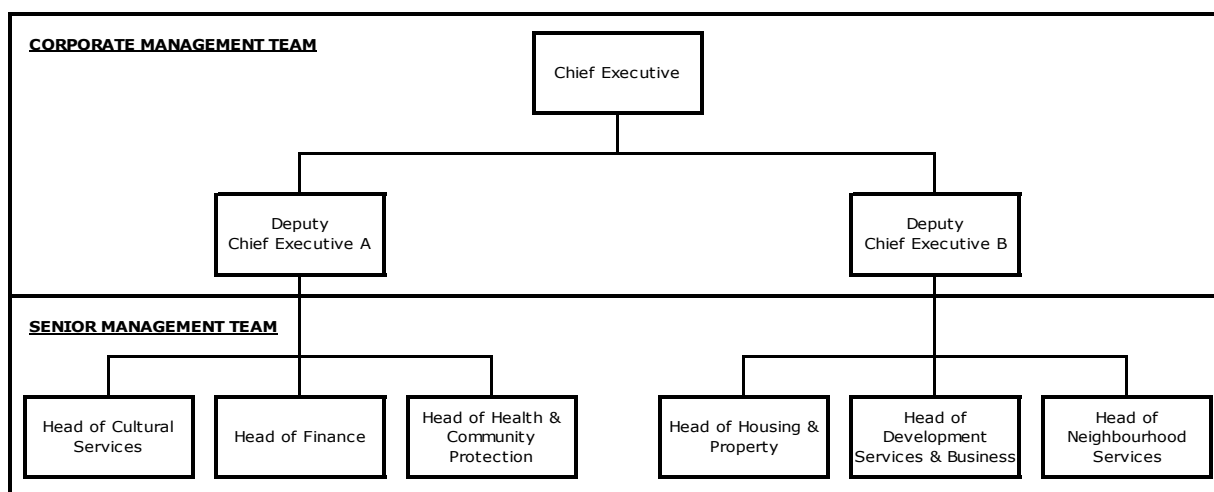 CORPORATE MANAGEMENT TEAM
Chief Executive
Deputy
Chief Executive A
Deputy
Chief Executive B
SENIOR MANAGEMENT TEAM
Head of Cultural
Services
Head of Finance
Head of Health &
Community
Protection
Head of Housing &
Property
Head of
Development
Services & Business
Head of
Neighbourhood
Services